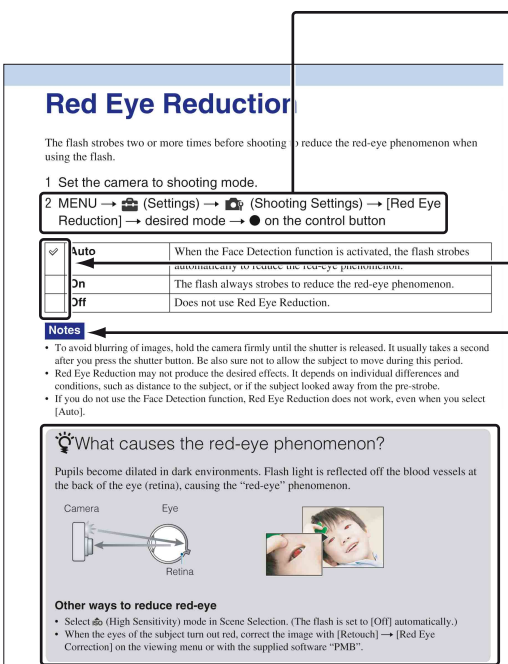 Red Eye Reduction
The flash strobes two or more times before shooting to reduce the red-eye phenomenon when
using the flash.
1 Set the camera to shooting mode.
2 MENU → (Settings) → (Shooting Settings) → [Red Eye
Reduction] → desired mode → ● on the control button
Auto When the Face Detection function is activated, the flash strobes
automatically to reduce the red-eye phenomenon.
On The flash always strobes to reduce the red-eye phenomenon.
Off Does not use Red Eye Reduction.
Notes
• To avoid blurring of images, hold the camera firmly until the shutter is released. It usually takes a second
after you press the shutter button. Be also sure not to allow the subject to move during this period.
• Red Eye Reduction may not produce the desired effects. It depends on individual differences and
conditions, such as distance to the subject, or if the subject looked away from the pre-strobe.
• If you do not use the Face Detection function, Red Eye Reduction does not work, even when you select
[Auto].
What causes the red-eye phenomenon?
Pupils become dilated in dark environments. Flash light is reflected off the blood vessels at
the back of the eye (retina), causing the “red-eye” phenomenon.
Camera Eye
Retina
Other ways to reduce red-eye
• Select (High Sensitivity) mode in Scene Selection. (The flash is set to [Off] automatically.)
• When the eyes of the subject turn out red, correct the image with [Retouch] → [Red Eye
Correction] on the viewing menu or with the supplied software “PMB”.